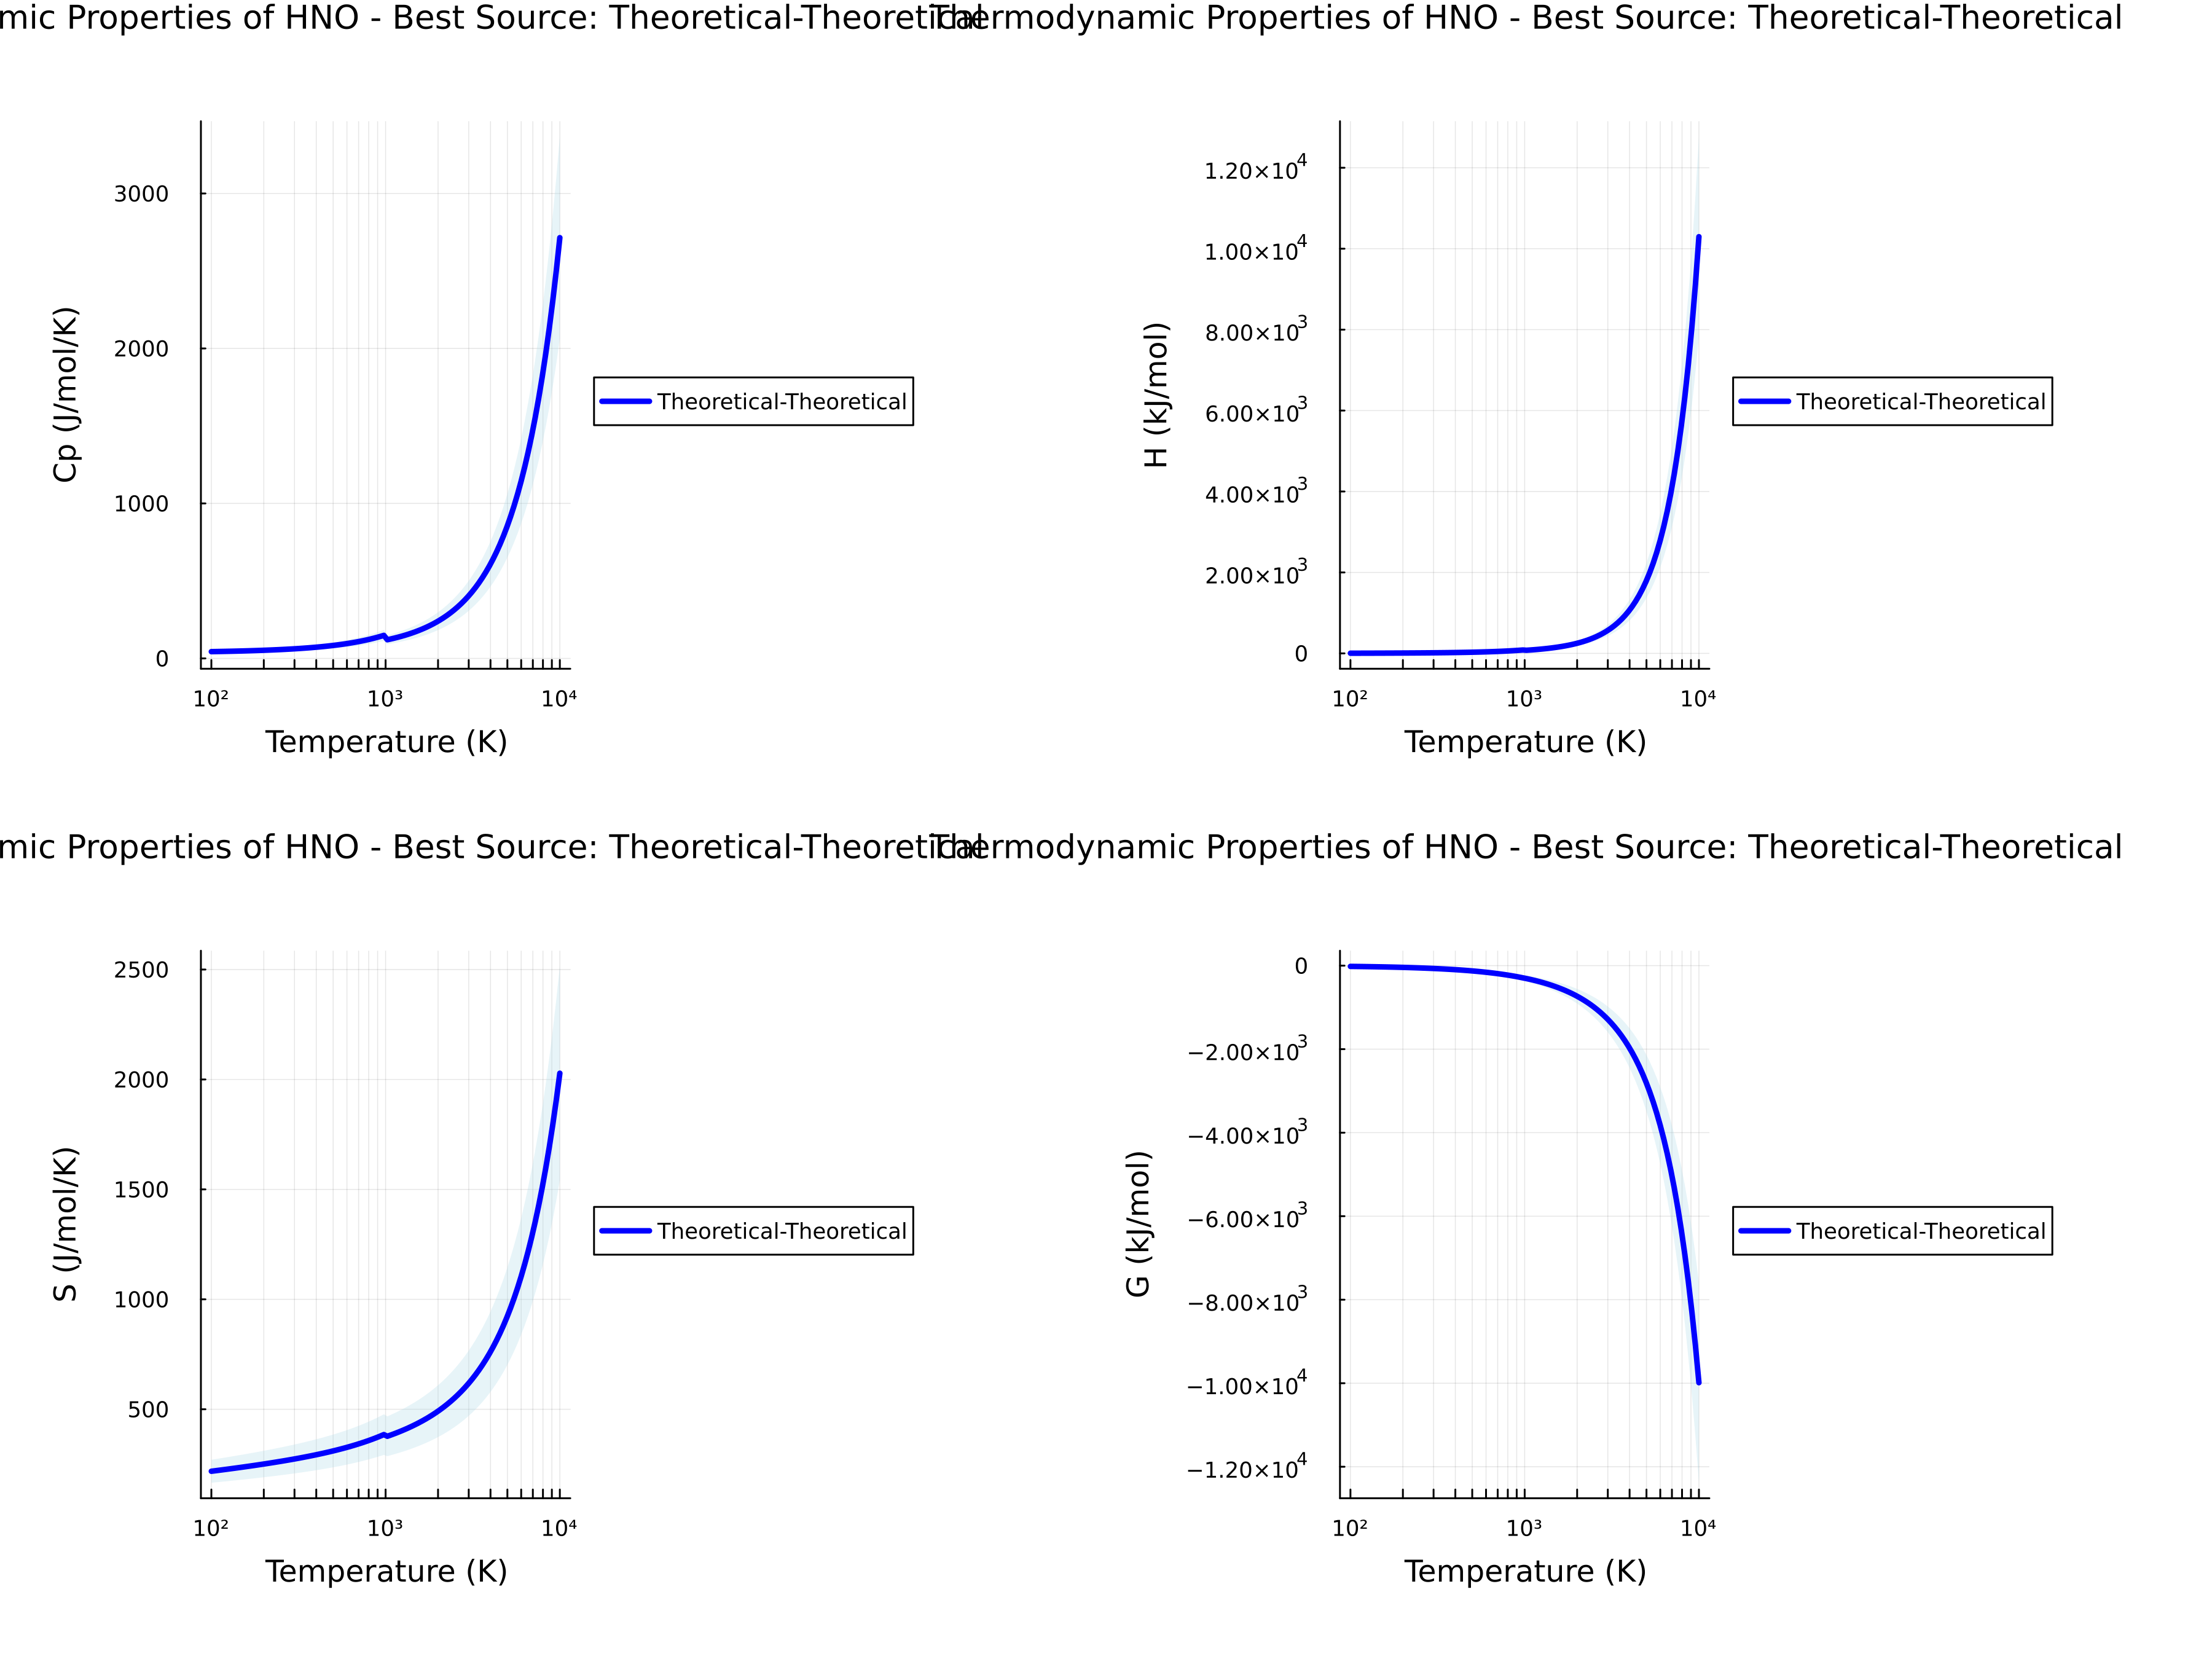 mic Properties of HNO - Best Source: Theoretical-Theoretical
Thermodynamic Properties of HNO - Best Source: Theoretical-Theoretical
3000
2000
1000
0
Cp (J/mol/K)
10² 10³ 10⁴
Temperature (K)
Theoretical-Theoretical
1.20×10⁴
1.00×10⁴
8.00×10³
6.00×10³
4.00×10³
2.00×10³
0
H (kJ/mol)
10² 10³ 10⁴
Temperature (K)
Theoretical-Theoretical
mic Properties of HNO - Best Source: Theoretical-Theoretical
Thermodynamic Properties of HNO - Best Source: Theoretical-Theoretical
2500
2000
1500
1000
500
S (J/mol/K)
10² 10³ 10⁴
Temperature (K)
Theoretical-Theoretical
0
−2.00×10³
−4.00×10³
−6.00×10³
−8.00×10³
−1.00×10⁴
−1.20×10⁴
G (kJ/mol)
10² 10³ 10⁴
Temperature (K)
Theoretical-Theoretical